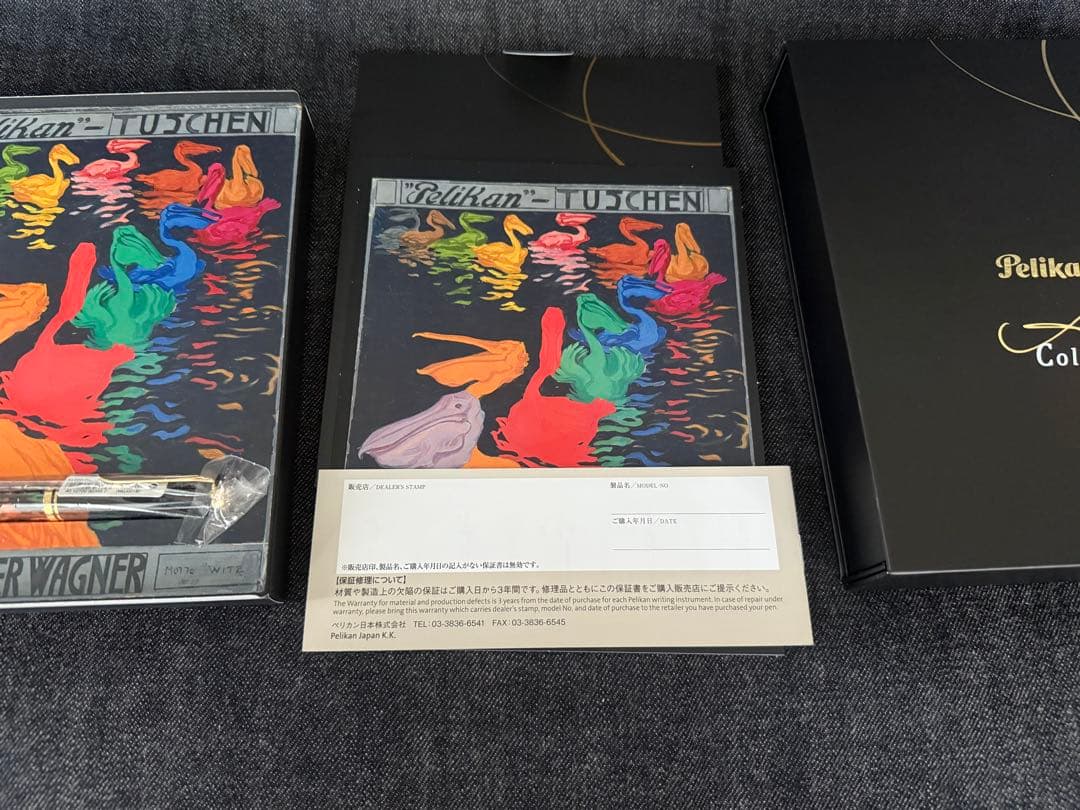 liKan"– TUSCHEN
ER WAGNER
MOTTO "WITZ"
"PeliKan"– TUSCHEN
Pelika
Col
販売店/DEALER'S STAMP
製品名/MODEL-NO
ご購入年月日/DATE
※販売店印、製品名、ご購入年月日の記入がない保証書は無効です。
【保証修理について】
材質や製造上の欠陥の保証はご購入日から3年間です。修理品とともにこの保証書をご購入販売店にご提示ください。
The Warranty for material and production defects is 3 years from the date of purchase for each Pelikan writing instrument. In case of repair under
warranty, please bring this warranty which carries dealer's stamp, model No. and date of purchase to the retailer you have purchased your pen.
ペリカン日本株式会社 TEL：03-3836-6541 FAX：03-3836-6545
Pelikan Japan K.K.